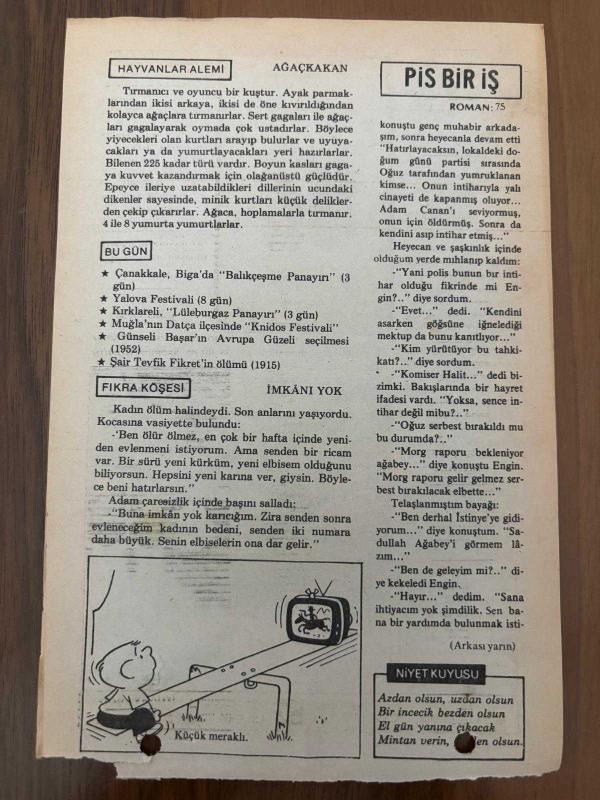 HAYVANLAR ALEMİ
AĞAÇKAKAN
Tırmanıcı ve oyuncu bir kuştur. Ayak parmak-
larından ikisi arkaya, ikisi de öne kıvırıldığından
kolayca ağaçlara tırmanırlar. Sert gagaları ile ağaç-
ları gagalayarak oymada çok ustadırlar. Böylece
yiyecekleri olan kurtları arayıp bulurlar ve uyuya-
cakları ya da yumurtlayacakları yeri hazırlarlar.
Bilenen 225 kadar türü vardır. Boyun kasları gaga-
ya kuvvet kazandırmak için olağanüstü güçlüdür.
Epeyce ileriye uzatabildikleri dillerinin ucundaki
dikenler sayesinde, minik kurtları küçük delikler-
den çekip çıkarırlar. Ağaca, hoplamalarla tırmanır.
4 ile 8 yumurta yumurtlarlar.
BU GÜN
★ Çanakkale, Biga'da "Balıkçeşme Panayırı" (3
gün)
★ Yalova Festivali (8 gün)
★ Kırklareli, "Lüleburgaz Panayırı" (3 gün)
★ Muğla'nın Datça ilçesinde "Knidos Festivali"
★ Günseli Başar'ın Avrupa Güzeli seçilmesi
(1952)
★ Şair Tevfik Fikret'in ölümü (1915)
FIKRA KÖŞESİ
İMKÂNI YOK
Kadın ölüm halindeydi. Son anlarını yaşıyordu.
Kocasına vasiyette bulundu:
-"Ben ölür ölmez, en çok bir hafta içinde yeni-
den evlenmeni istiyorum. Ama senden bir ricam
var. Bir sürü yeni kürküm, yeni elbisem olduğunu
biliyorsun. Hepsini yeni karına ver, giysin. Böyle-
ce beni hatırlarsın."
Adam çaresizlik içinde başını salladı:
-"Buna imkân yok karıcığım. Zira senden sonra
evleneceğim kadının bedeni, senden iki numara
daha büyük. Senin elbiselerin ona dar gelir."
Küçük meraklı.
PİS BİR İŞ
ROMAN: 75
konuştu genç muhabir arkada-
şım, sonra heyecanla devam etti
"Hatırlayacaksın, lokaldeki do-
ğum günü partisi sırasında
Oğuz tarafından yumruklanan
kimse... Onun intiharıyla yalı
cinayeti de kapanmış oluyor...
Adam Canan'ı seviyormuş,
onun için öldürmüş. Sonra da
kendini asıp intihar etmiş..."
Heyecan ve şaşkınlık içinde
olduğum yerde mıhlanıp kaldım:
-"Yani polis bunun bır inti-
har olduğu fikrinde mi En-
gin?.." diye sordum.
-"Evet..." dedi. "Kendini
asarken göğsüne iğnelediği
mektup da bunu kanıtlıyor..."
-"Kim yürütüyor bu tahki-
katı?.." diye sordum.
-"Komiser Halit..." dedi bi-
zimki. Bakışlarında bir hayret
ifadesi vardı. "Yoksa, sence in-
tihar değil mibu?.."
-"Oğuz serbest bırakıldı mı
bu durumda?.."
-"Morg raporu bekleniyor
ağabey..." diye konuştu Engin.
"Morg raporu gelir gelmez ser-
best bırakılacak elbette..."
Telaşlanmıştım bayağı:
-"Ben derhal İstinye'ye gidi-
yorum..." diye konuştum. "Sa-
dullah Ağabey'i görmem lâ-
zım..."
-"Ben de geleyim mi?.." di-
ye kekeledi Engin.
-"Hayır..." dedim. "Sana
ihtiyacım yok şimdilik. Sen ba-
na bir yardımda bulunmak isti-
(Arkası yarın)
NİYET KUYUSU
Azdan olsun, uzdan olsun
Bir incecik bezden olsun
El gün yanına çıkacak
Mintan verin, den olsun.